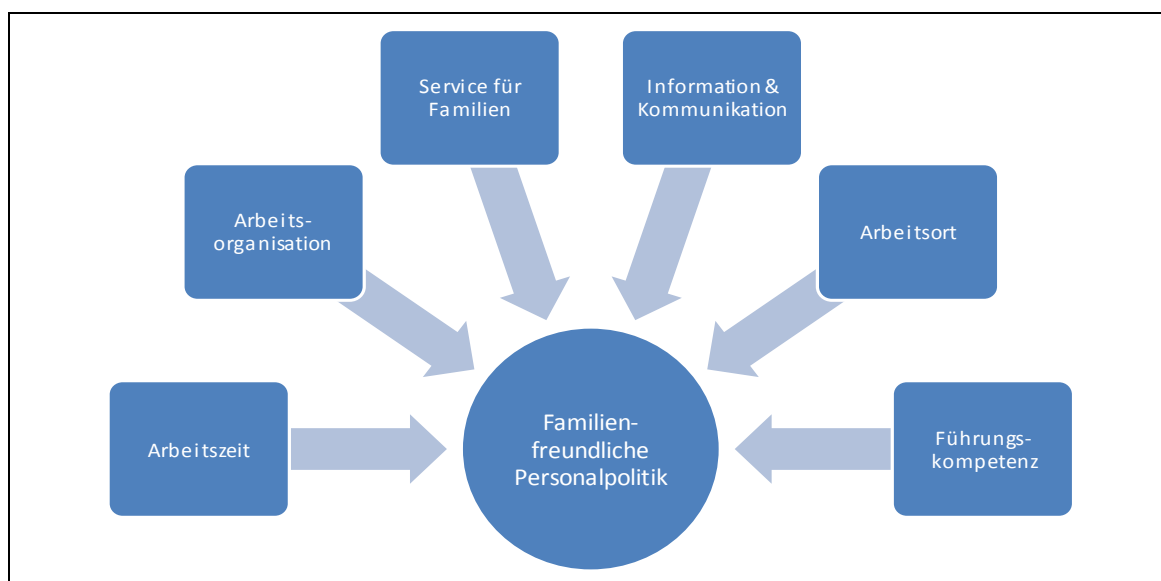 Service für
Familien
Information &
Kommunikation
Arbeits-
organisation
Arbeitsort
Arbeitszeit
Familien-
freundliche
Personalpolitik
Führungs-
kompetenz